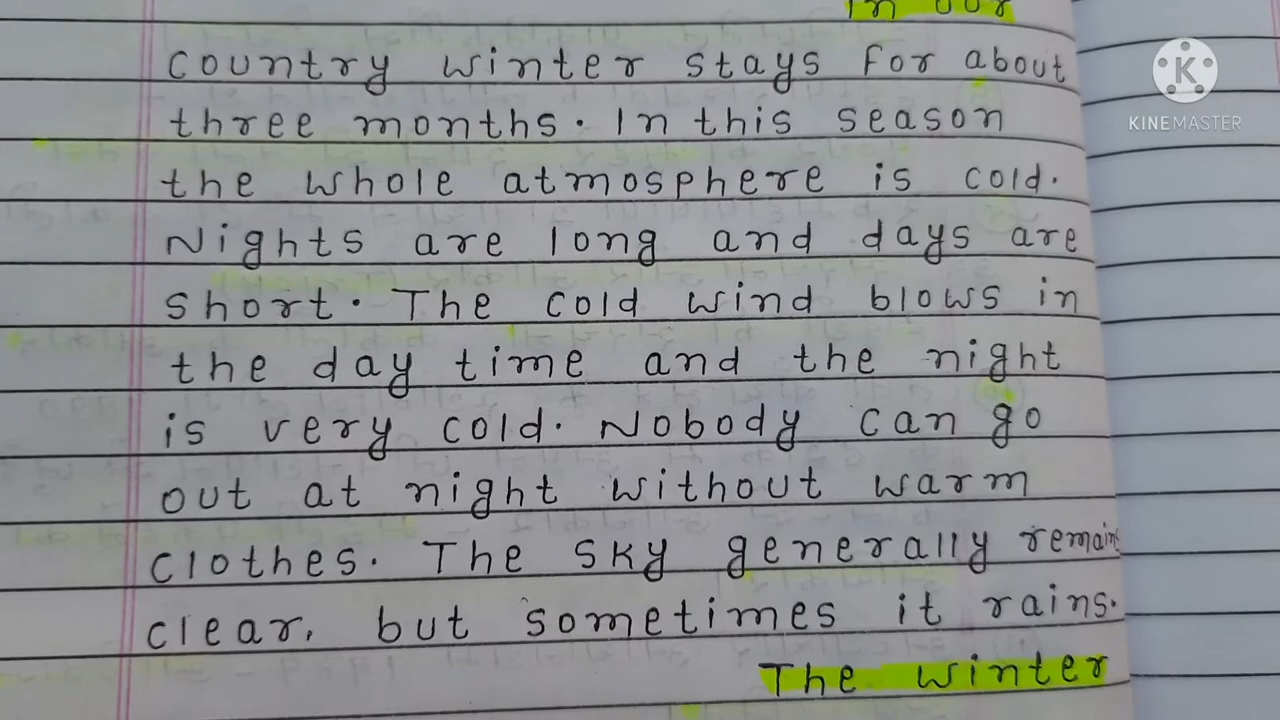 In our
country winter stays for about
three months. In this season
the whole atmosphere is cold.
Nights are long and days are
short. The cold wind blows in
the day time and the night
is very cold. Nobody can go
out at night without warm
clothes. The sky generally remains
clear, but sometimes it rains.
The winter
KINEMASTER